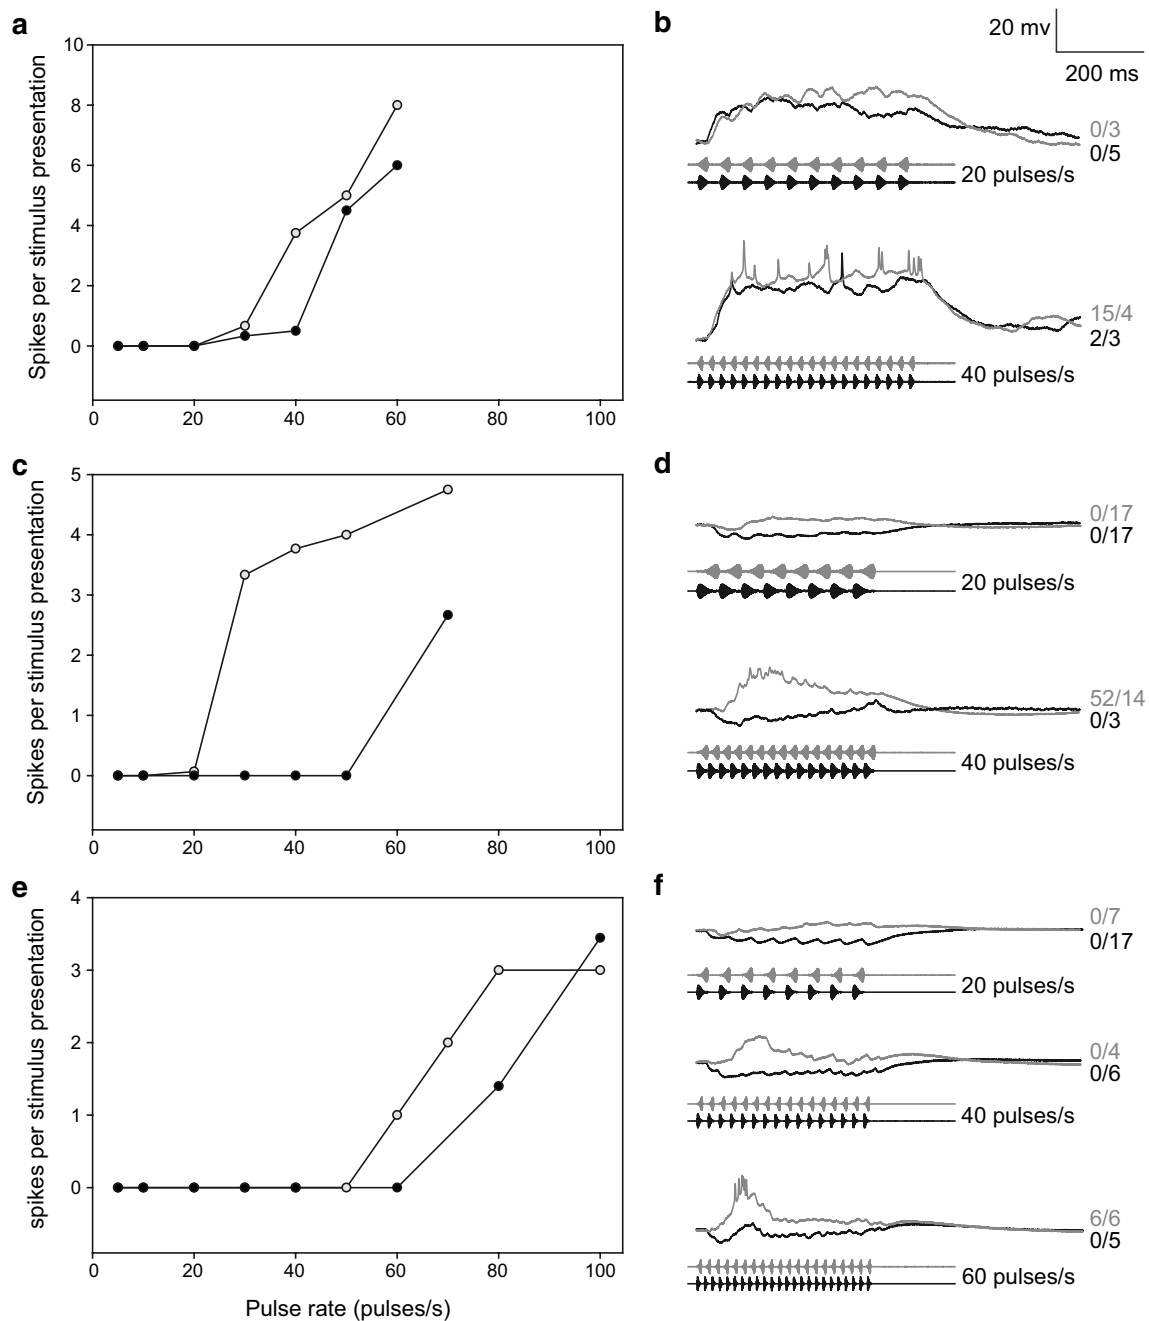 a
Spikes per stimulus presentation
10
8
6
4
2
0
0 20 40 60 80 100
b
20 mv
200 ms
0/3
0/5
20 pulses/s
15/4
2/3
40 pulses/s
c
Spikes per stimulus presentation
5
4
3
2
1
0
0 20 40 60 80 100
d
0/17
0/17
20 pulses/s
52/14
0/3
40 pulses/s
e
spikes per stimulus presentation
4
3
2
1
0
0 20 40 60 80 100
Pulse rate (pulses/s)
f
0/7
0/17
20 pulses/s
0/4
0/6
40 pulses/s
6/6
0/5
60 pulses/s